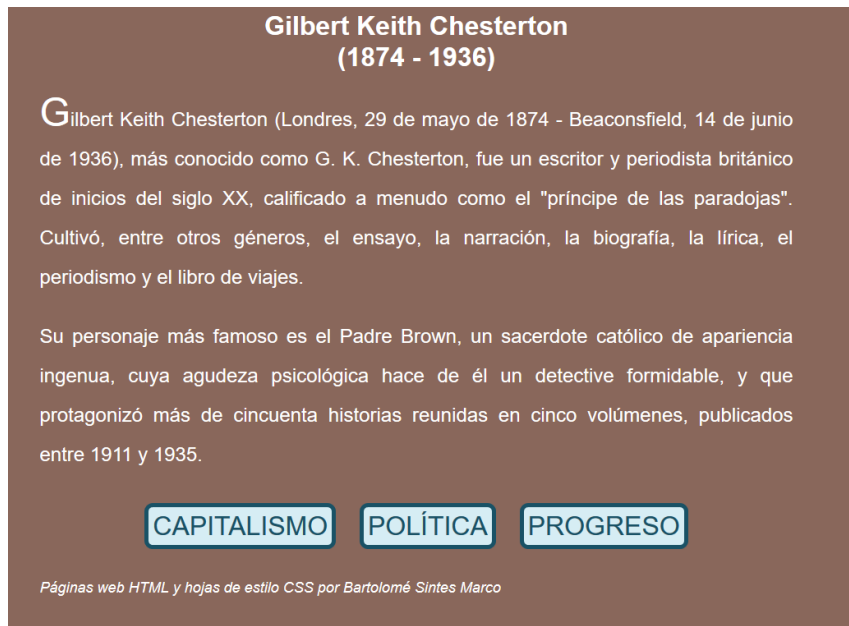 Gilbert Keith Chesterton
(1874 - 1936)
Gilbert Keith Chesterton (Londres, 29 de mayo de 1874 - Beaconsfield, 14 de junio
de 1936), más conocido como G. K. Chesterton, fue un escritor y periodista británico
de inicios del siglo XX, calificado a menudo como el "príncipe de las paradojas".
Cultivó, entre otros géneros, el ensayo, la narración, la biografía, la lírica, el
periodismo y el libro de viajes.
Su personaje más famoso es el Padre Brown, un sacerdote católico de apariencia
ingenua, cuya agudeza psicológica hace de él un detective formidable, y que
protagonizó más de cincuenta historias reunidas en cinco volúmenes, publicados
entre 1911 y 1935.
CAPITALISMO POLÍTICA PROGRESO
Páginas web HTML y hojas de estilo CSS por Bartolomé Sintes Marco